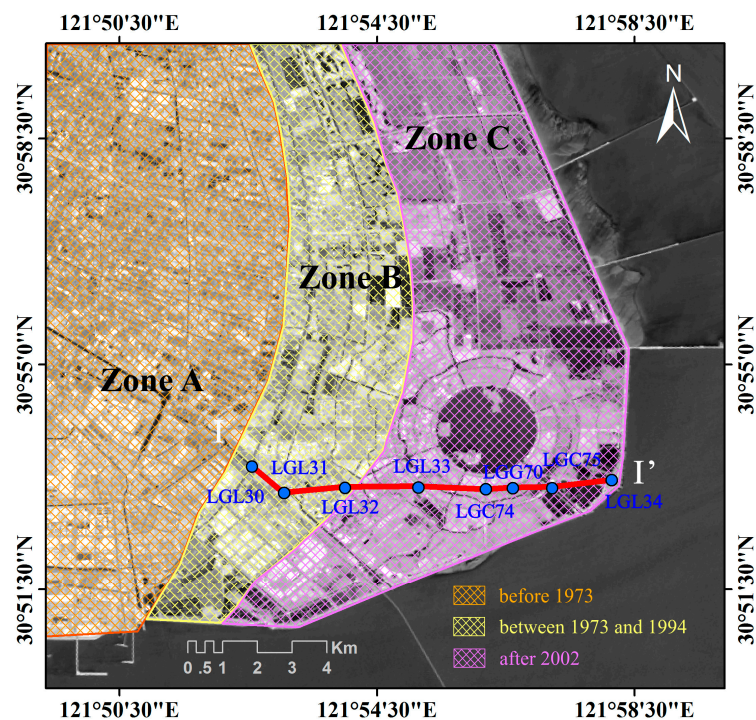 121°50'30"E 121°54'30"E 121°58'30"E
N
30°58'30"N 30°58'30"N
Zone C
Zone B
30°55'0"N 30°55'0"N
Zone A
I
LGL31 LGL33 LGC75 I’
LGL30 LGG70
LGL32 LGC74 LGL34
30°51'30"N 30°51'30"N
before 1973
between 1973 and 1994
after 2002
Km
0 .5 1 2 3 4
121°50'30"E 121°54'30"E 121°58'30"E